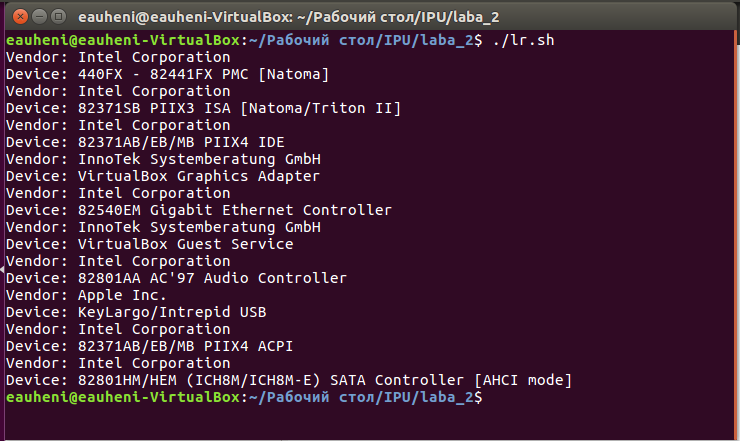 eauheni@eauheni-VirtualBox: ~/Рабочий стол/IPU/laba_2
eauheni@eauheni-VirtualBox:~/Рабочий стол/IPU/laba_2$ ./lr.sh
Vendor: Intel Corporation
Device: 440FX - 82441FX PMC [Natoma]
Vendor: Intel Corporation
Device: 82371SB PIIX3 ISA [Natoma/Triton II]
Vendor: Intel Corporation
Device: 82371AB/EB/MB PIIX4 IDE
Vendor: InnoTek Systemberatung GmbH
Device: VirtualBox Graphics Adapter
Vendor: Intel Corporation
Device: 82540EM Gigabit Ethernet Controller
Vendor: InnoTek Systemberatung GmbH
Device: VirtualBox Guest Service
Vendor: Intel Corporation
Device: 82801AA AC'97 Audio Controller
Vendor: Apple Inc.
Device: KeyLargo/Intrepid USB
Vendor: Intel Corporation
Device: 82371AB/EB/MB PIIX4 ACPI
Vendor: Intel Corporation
Device: 82801HM/HEM (ICH8M/ICH8M-E) SATA Controller [AHCI mode]
eauheni@eauheni-VirtualBox:~/Рабочий стол/IPU/laba_2$